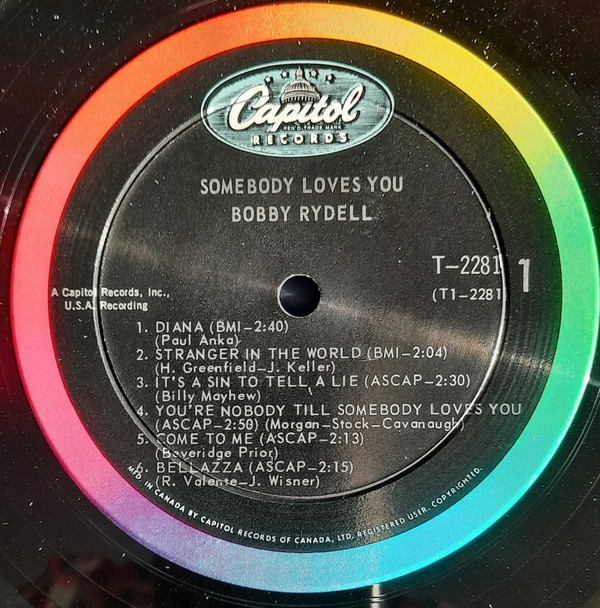 Capitol
REG'D. TRADE MARK
RECORDS
SOMEBODY LOVES YOU
BOBBY RYDELL
T-2281 1
(T1-2281)
A Capitol Records, Inc.,
U.S.A. Recording
1. DIANA (BMI-2:40)
(Paul Anka)
2. STRANGER IN THE WORLD (BMI-2:04)
(H. Greenfield-J. Keller)
3. IT'S A SIN TO TELL A LIE (ASCAP-2:30)
(Billy Mayhew)
4. YOU'RE NOBODY TILL SOMEBODY LOVES YOU
(ASCAP-2:50) (Morgan-Stock-Cavanaugh)
5. COME TO ME (ASCAP-2:13)
(Beveridge Prior)
6. BELLAZZA (ASCAP-2:15)
(R. Valente-J. Wisner)
MFD. IN CANADA BY CAPITOL RECORDS OF CANADA, LTD. REGISTERED USER. COPYRIGHTED.